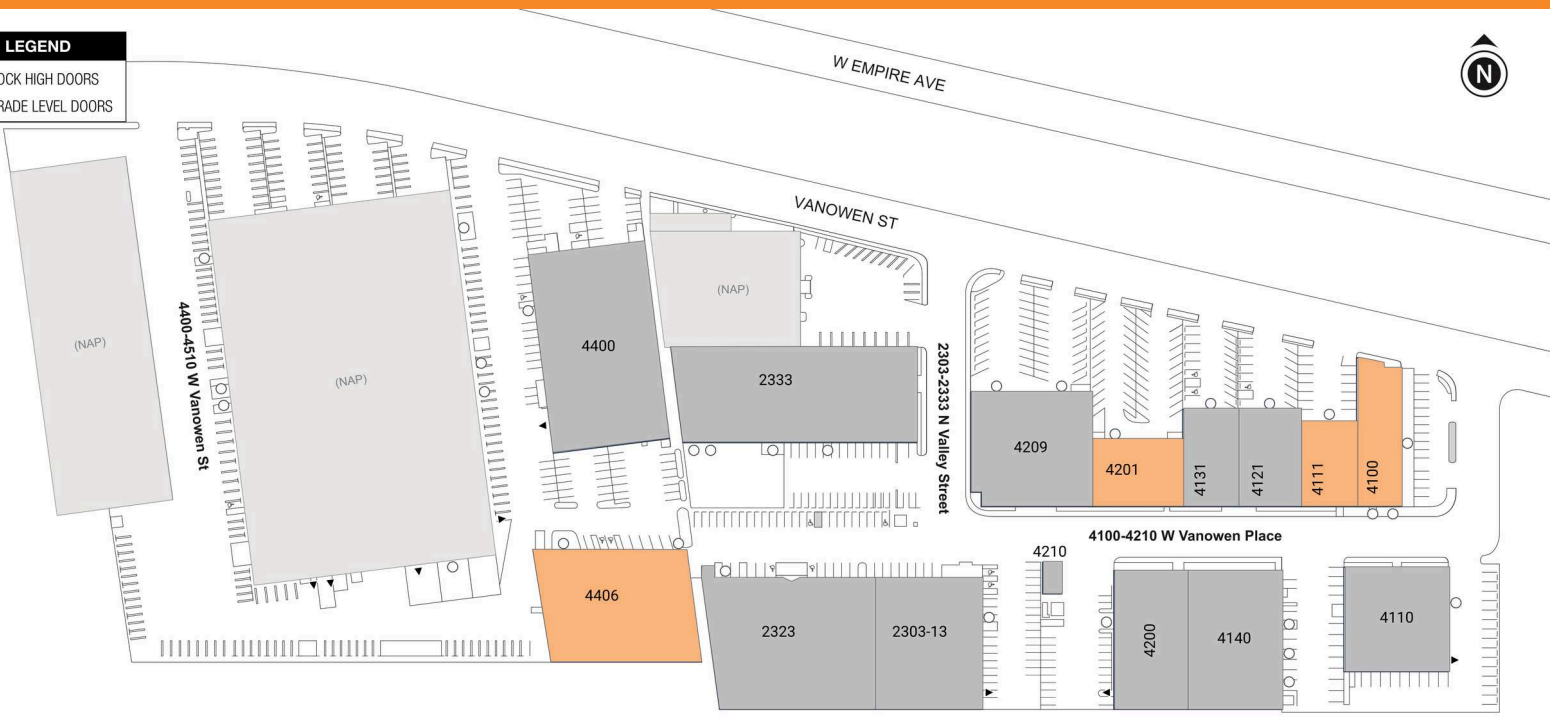 LEGEND
OCK HIGH DOORS
RADE LEVEL DOORS
W EMPIRE AVE
N
VANOWEN ST
(NAP)
(NAP)
(NAP)
4400-4510 W Vanowen St
4400
2333
2303-2333 N Valley Street
4209
4201
4131
4121
4111
4100
4100-4210 W Vanowen Place
4406
2323
2303-13
4210
4200
4140
4110